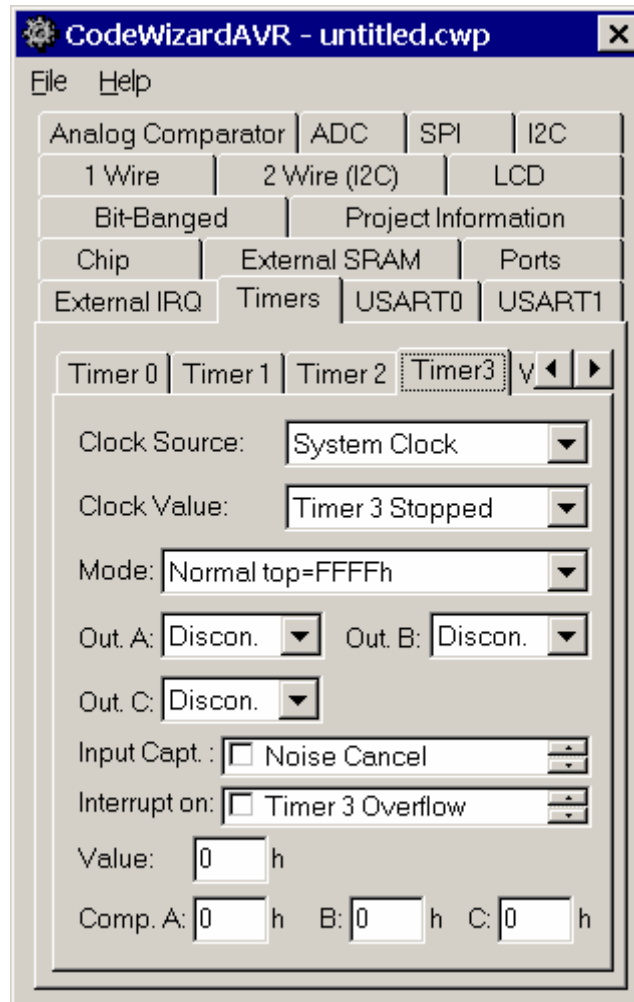 CodeWizardAVR - untitled.cwp
File Help
Analog Comparator ADC SPI I2C
1 Wire 2 Wire (I2C) LCD
Bit-Banged Project Information
Chip External SRAM Ports
External IRQ Timers USART0 USART1
Timer 0 Timer 1 Timer 2 Timer3 V
Clock Source: System Clock
Clock Value: Timer 3 Stopped
Mode: Normal top=FFFFh
Out. A: Discon. Out. B: Discon.
Out. C: Discon.
Input Capt. : Noise Cancel
Interrupt on: Timer 3 Overflow
Value: 0 h
Comp. A: 0 h B: 0 h C: 0 h